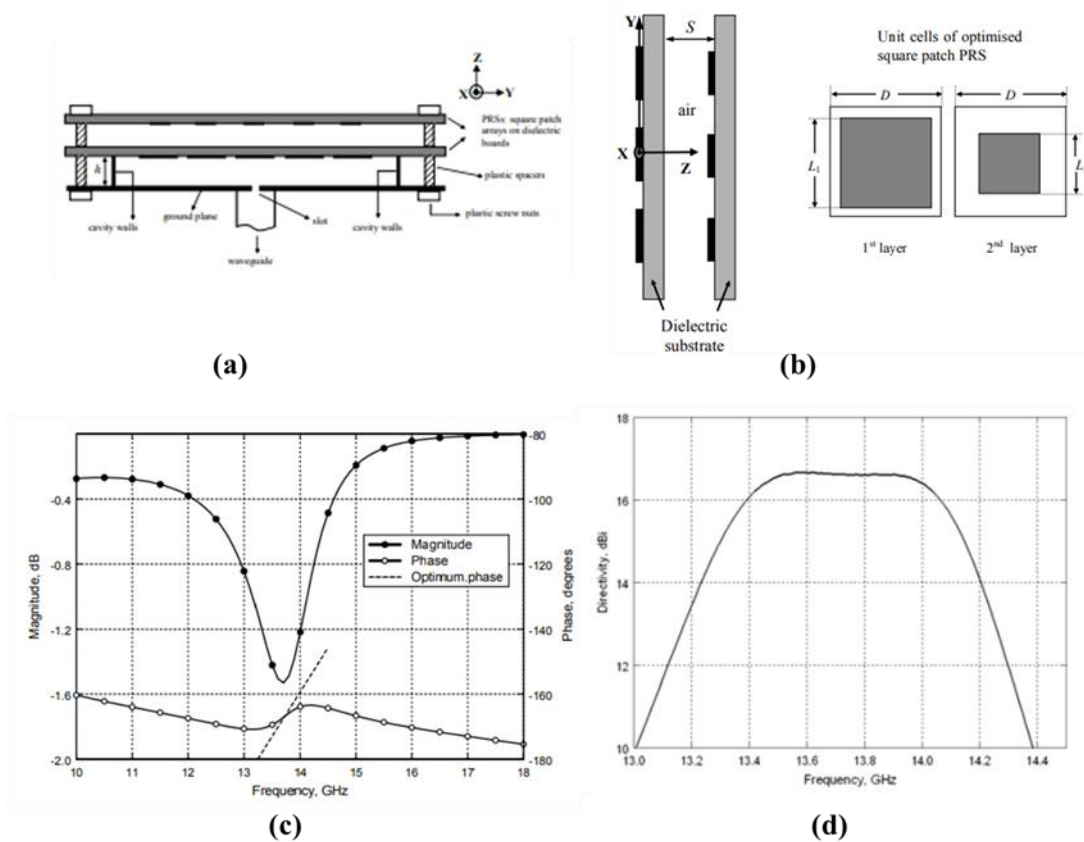 Z
X
Y
PRSs: square patch
arrays on dielectric
boards
h
plastic spacers
plastic screw nuts
cavity walls
ground plane
slot
cavity walls
waveguide
(a)
Y
S
air
X
Z
Dielectric
substrate
Unit cells of optimised
square patch PRS
D
D
L1
L
1st layer
2nd layer
(b)
Magnitude, dB
-0.4
-0.8
-1.2
-1.6
-2.0
10 11 12 13 14 15 16 17 18
Frequency, GHz
-80
-100
-120
-140
-160
-180
Phase, degrees
Magnitude
Phase
Optimum.phase
(c)
Directivity, dBi
18
16
14
12
10
13.0 13.2 13.4 13.6 13.8 14.0 14.2 14.4
Frequency, GHz
(d)